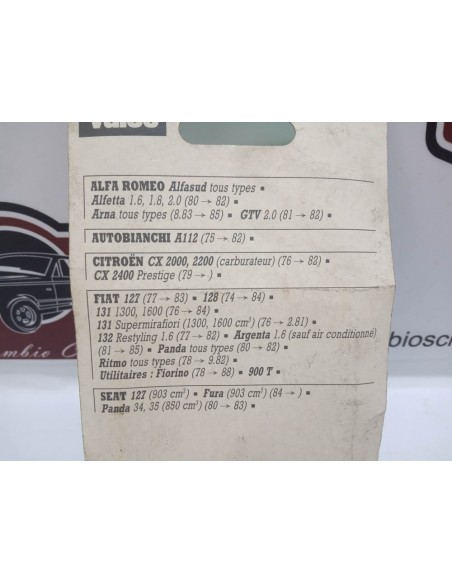 Valeo
ALFA ROMEO Alfasud tous types ▪
Alfetta 1.6, 1.8, 2.0 (80 → 82) ▪
Arna tous types (8.83 → 85) ▪ GTV 2.0 (81 → 82) ▪
AUTOBIANCHI A112 (75 → 82) ▪
CITROËN CX 2000, 2200 (carburateur) (76 → 82) ▪
CX 2400 Prestige (79 → ) ▪
FIAT 127 (77 → 83) ▪ 128 (74 → 84) ▪
131 1300, 1600 (76 → 84) ▪
131 Supermirafiori (1300, 1600 cm³) (76 → 2.81) ▪
132 Restyling 1.6 (77 → 82) ▪ Argenta 1.6 (sauf air conditionné)
(81 → 85) ▪ Panda tous types (80 → 82) ▪
Ritmo tous types (78 → 9.82) ▪
Utilitaires : Fiorino (78 → 88) ▪ 900 T ▪
SEAT 127 (903 cm³) ▪ Fura (903 cm³) (84 → ) ▪
Panda 34, 35 (850 cm³) (80 → 83) ▪
mbio C
biosc